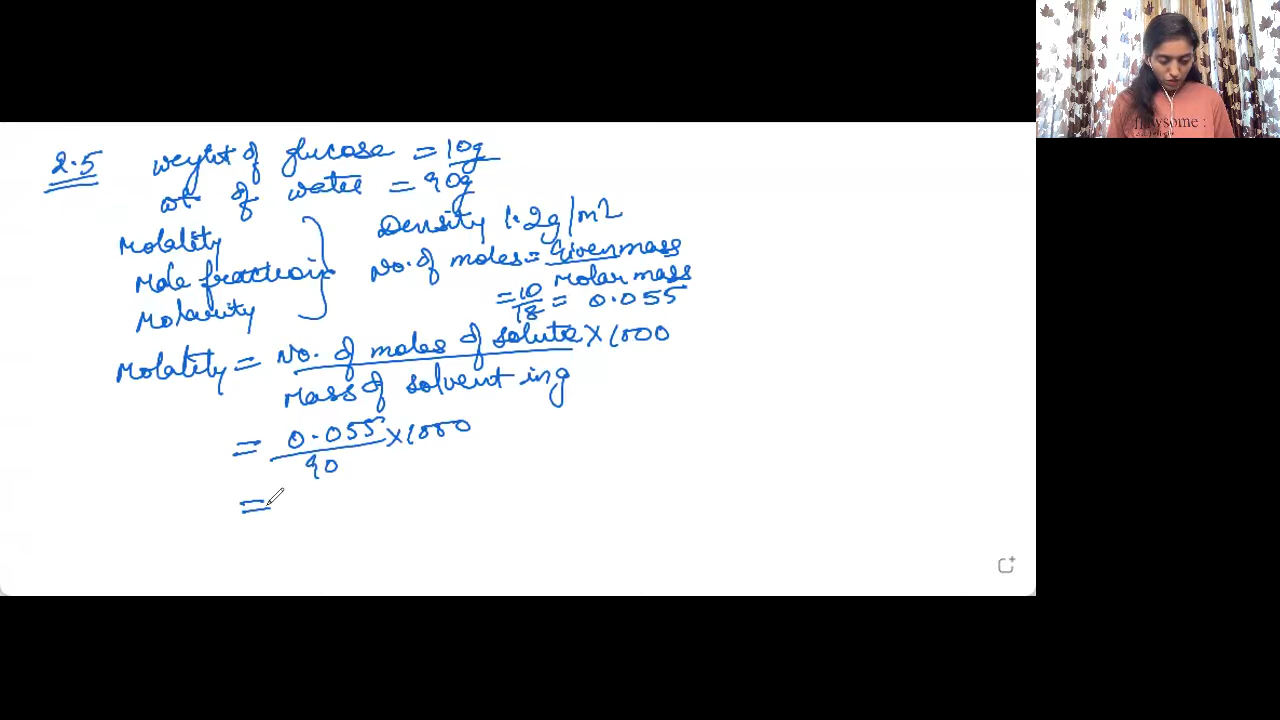 2.5 weight of glucose = 10g
wt of water = 90g
Molality
Mole fraction
Molarity
Density 1.2g/ml
No. of moles = Given mass
Molar mass
= 10/18 = 0.055
Molality = No. of moles of solute × 1000
Mass of solvent in g
= 0.055 × 1000
90
=
flawsome :